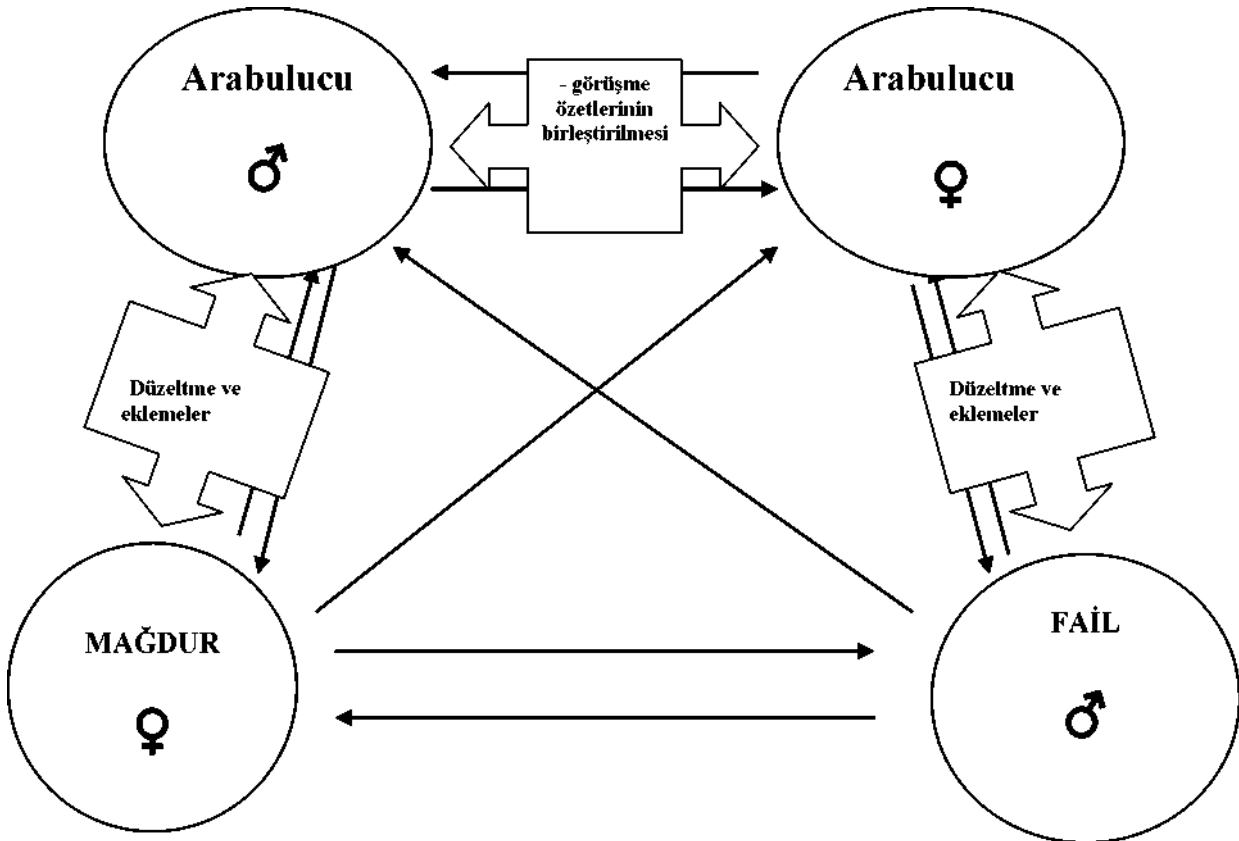 Arabulucu
- görüşme
özetlerinin
birleştirilmesi
Arabulucu
♂
♀
Düzeltme ve
eklemeler
Düzeltme ve
eklemeler
MAĞDUR
♀
FAİL
♂